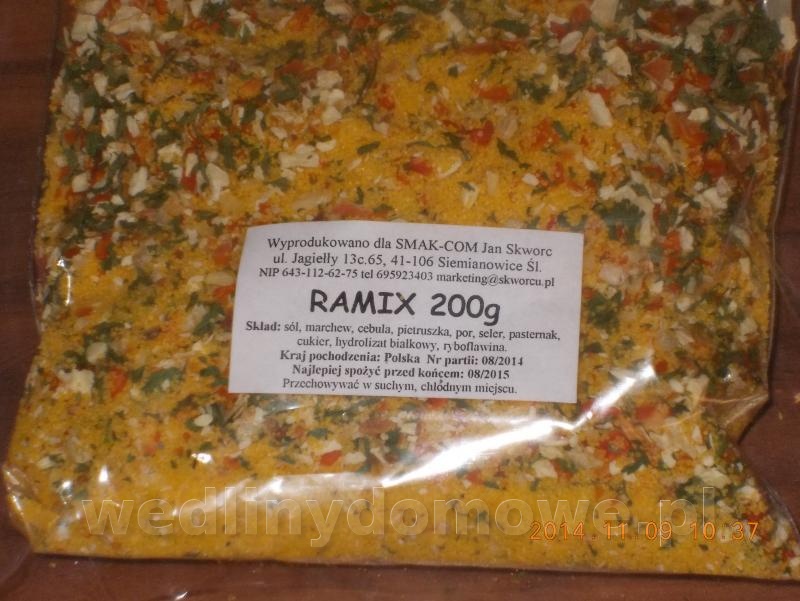 Wyprodukowano dla SMAK-COM Jan Skworc
ul. Jagiełły 13c.65, 41-106 Siemianowice Śl.
NIP 643-112-62-75 tel 695923403 marketing@skworcu.pl
RAMIX 200g
Skład: sól, marchew, cebula, pietruszka, por, seler, pasternak,
cukier, hydrolizat białkowy, ryboflawina.
Kraj pochodzenia: Polska Nr partii: 08/2014
Najlepiej spożyć przed końcem: 08/2015
Przechowywać w suchym, chłodnym miejscu.
wedlinydomowe.pl
2014.11.09 10:37